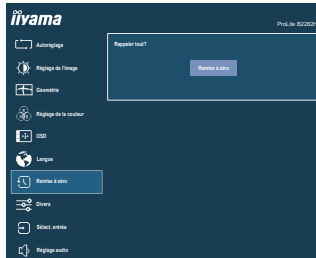 iiyama
ProLite B2282H
Autoréglage
Rappeler tout?
Remise à zéro
Réglage de l'image
Géométrie
Réglage de la couleur
OSD
Langue
Remise à zéro
Divers
Sélect. entrée
Réglage audio